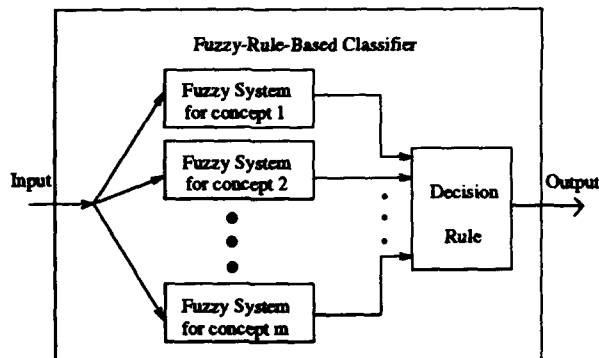 Fuzzy-Rule-Based Classifier
Fuzzy System
for concept 1
Input
Fuzzy System
for concept 2
Decision
Rule
Output
Fuzzy System
for concept m